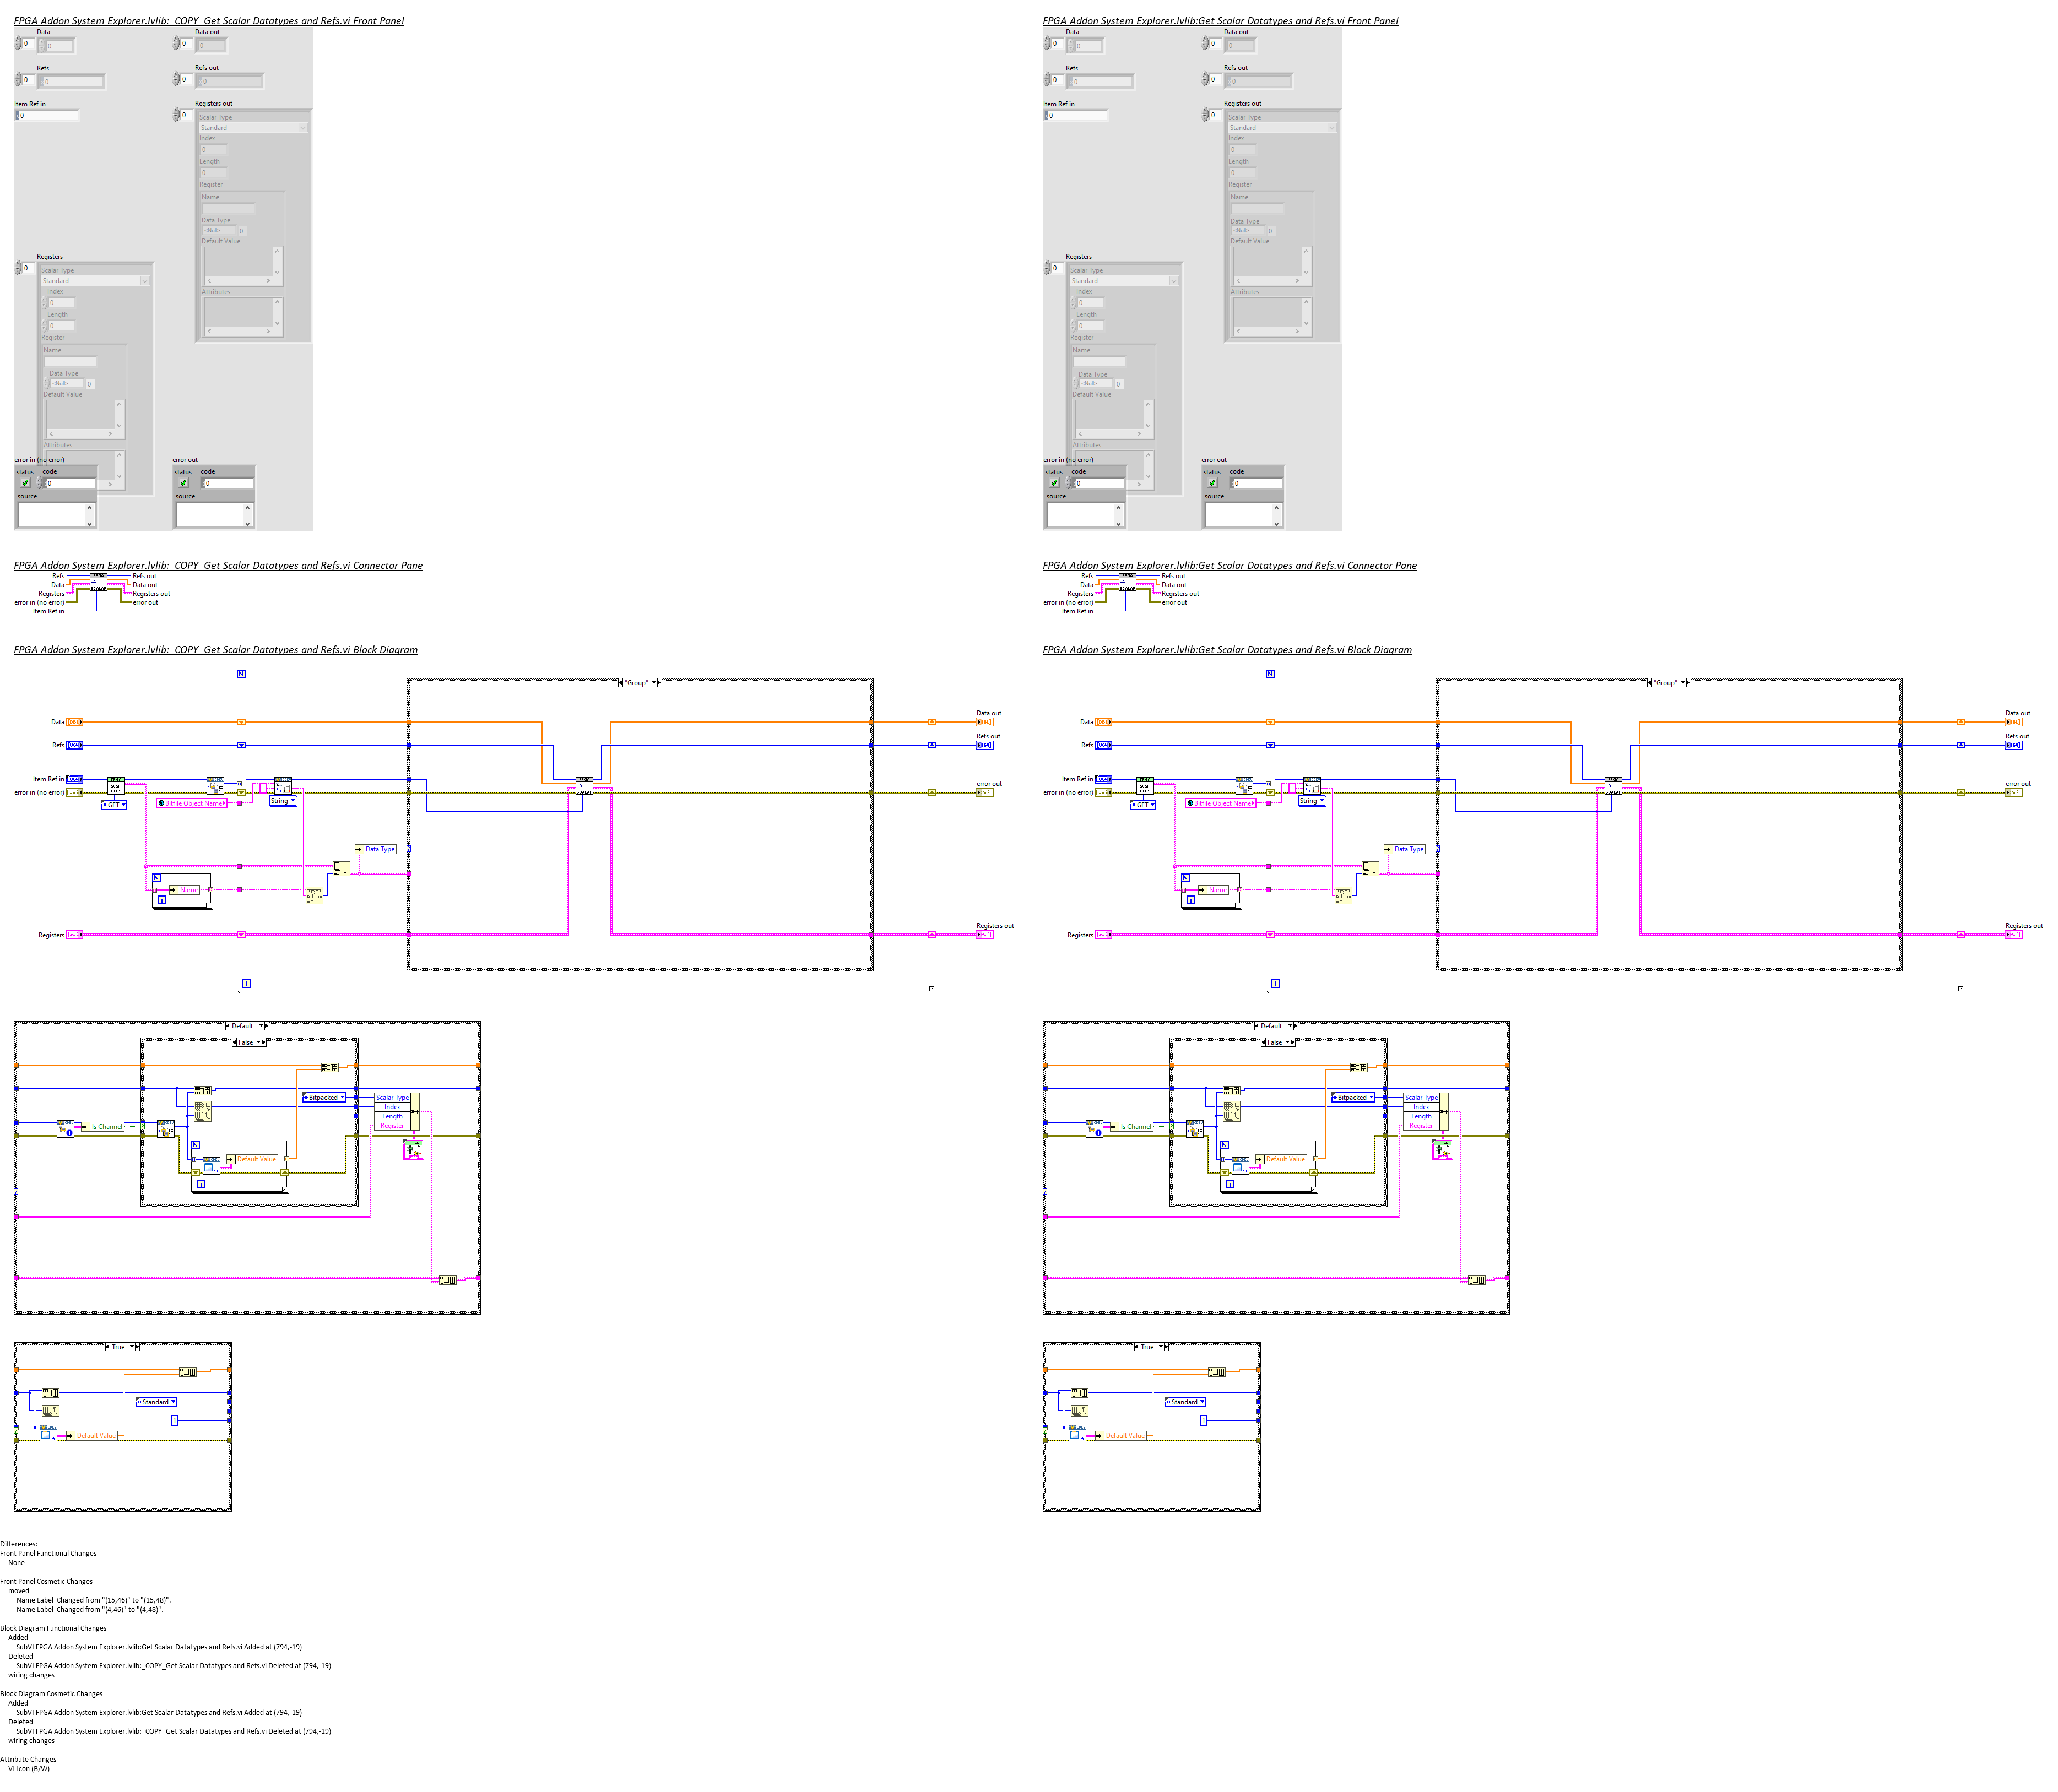 FPGA Addon System Explorer.lvlib:_COPY_Get Scalar Datatypes and Refs.vi Front Panel
Data
0
0
Data out
0
0
Refs
0
0
Refs out
0
0
Item Ref in
0
Registers out
0
Scalar Type
Standard
Index
0
Length
0
Register
Name
Data Type
<Null>
0
Default Value
Attributes
Registers
0
Scalar Type
Standard
Index
0
Length
0
Register
Name
Data Type
<Null>
0
Default Value
Attributes
error in (no error)
status code
0
source
error out
status code
0
source
FPGA Addon System Explorer.lvlib:Get Scalar Datatypes and Refs.vi Front Panel
Data
0
0
Data out
0
0
Refs
0
0
Refs out
0
0
Item Ref in
0
Registers out
0
Scalar Type
Standard
Index
0
Length
0
Register
Name
Data Type
<Null>
0
Default Value
Attributes
Registers
0
Scalar Type
Standard
Index
0
Length
0
Register
Name
Data Type
<Null>
0
Default Value
Attributes
error in (no error)
status code
0
source
error out
status code
0
source
FPGA Addon System Explorer.lvlib:_COPY_Get Scalar Datatypes and Refs.vi Connector Pane
Refs
Data
Registers
error in (no error)
Item Ref in
FPGA
SCALAR
Refs out
Data out
Registers out
error out
FPGA Addon System Explorer.lvlib:Get Scalar Datatypes and Refs.vi Connector Pane
Refs
Data
Registers
error in (no error)
Item Ref in
FPGA
SCALAR
Refs out
Data out
Registers out
error out
FPGA Addon System Explorer.lvlib:_COPY_Get Scalar Datatypes and Refs.vi Block Diagram
N
"Group"
Data
Data out
Refs
Refs out
Item Ref in
FPGA
error in (no error)
GET
Bitfile Object Name
String
FPGA
SCALAR
error out
Data Type
N
Name
i
Registers
Registers out
i
FPGA Addon System Explorer.lvlib:Get Scalar Datatypes and Refs.vi Block Diagram
N
"Group"
Data
Data out
Refs
Refs out
Item Ref in
FPGA
error in (no error)
GET
Bitfile Object Name
String
FPGA
SCALAR
error out
Data Type
N
Name
i
Registers
Registers out
i
Default
False
Bitpacked
Scalar Type
Index
Length
Register
Is Channel
N
Default Value
i
FPGA
Default
False
Bitpacked
Scalar Type
Index
Length
Register
Is Channel
N
Default Value
i
FPGA
True
Standard
1
Default Value
True
Standard
1
Default Value
Differences:
Front Panel Functional Changes
None
Front Panel Cosmetic Changes
moved
Name Label Changed from "(15,46)" to "(15,48)".
Name Label Changed from "(4,46)" to "(4,48)".
Block Diagram Functional Changes
Added
SubVI FPGA Addon System Explorer.lvlib:Get Scalar Datatypes and Refs.vi Added at (794,-19)
Deleted
SubVI FPGA Addon System Explorer.lvlib:_COPY_Get Scalar Datatypes and Refs.vi Deleted at (794,-19)
wiring changes
Block Diagram Cosmetic Changes
Added
SubVI FPGA Addon System Explorer.lvlib:Get Scalar Datatypes and Refs.vi Added at (794,-19)
Deleted
SubVI FPGA Addon System Explorer.lvlib:_COPY_Get Scalar Datatypes and Refs.vi Deleted at (794,-19)
wiring changes
Attribute Changes
VI Icon (B/W)